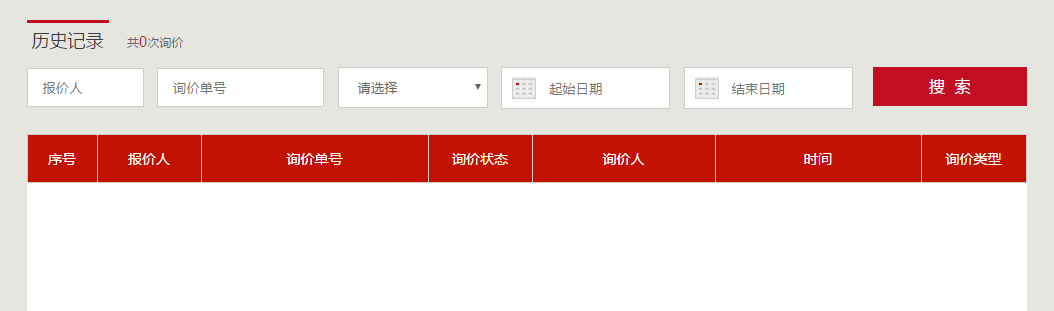 历史记录 共0次询价
报价人 询价单号 请选择 起始日期 结束日期 搜 索
序号 报价人 询价单号 询价状态 询价人 时间 询价类型